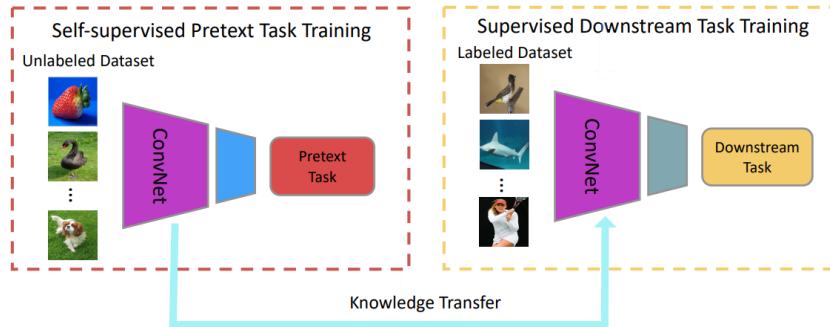 Self-supervised Pretext Task Training
Unlabeled Dataset
ConvNet
Pretext
Task
...
Supervised Downstream Task Training
Labeled Dataset
ConvNet
Downstream
Task
...
Knowledge Transfer